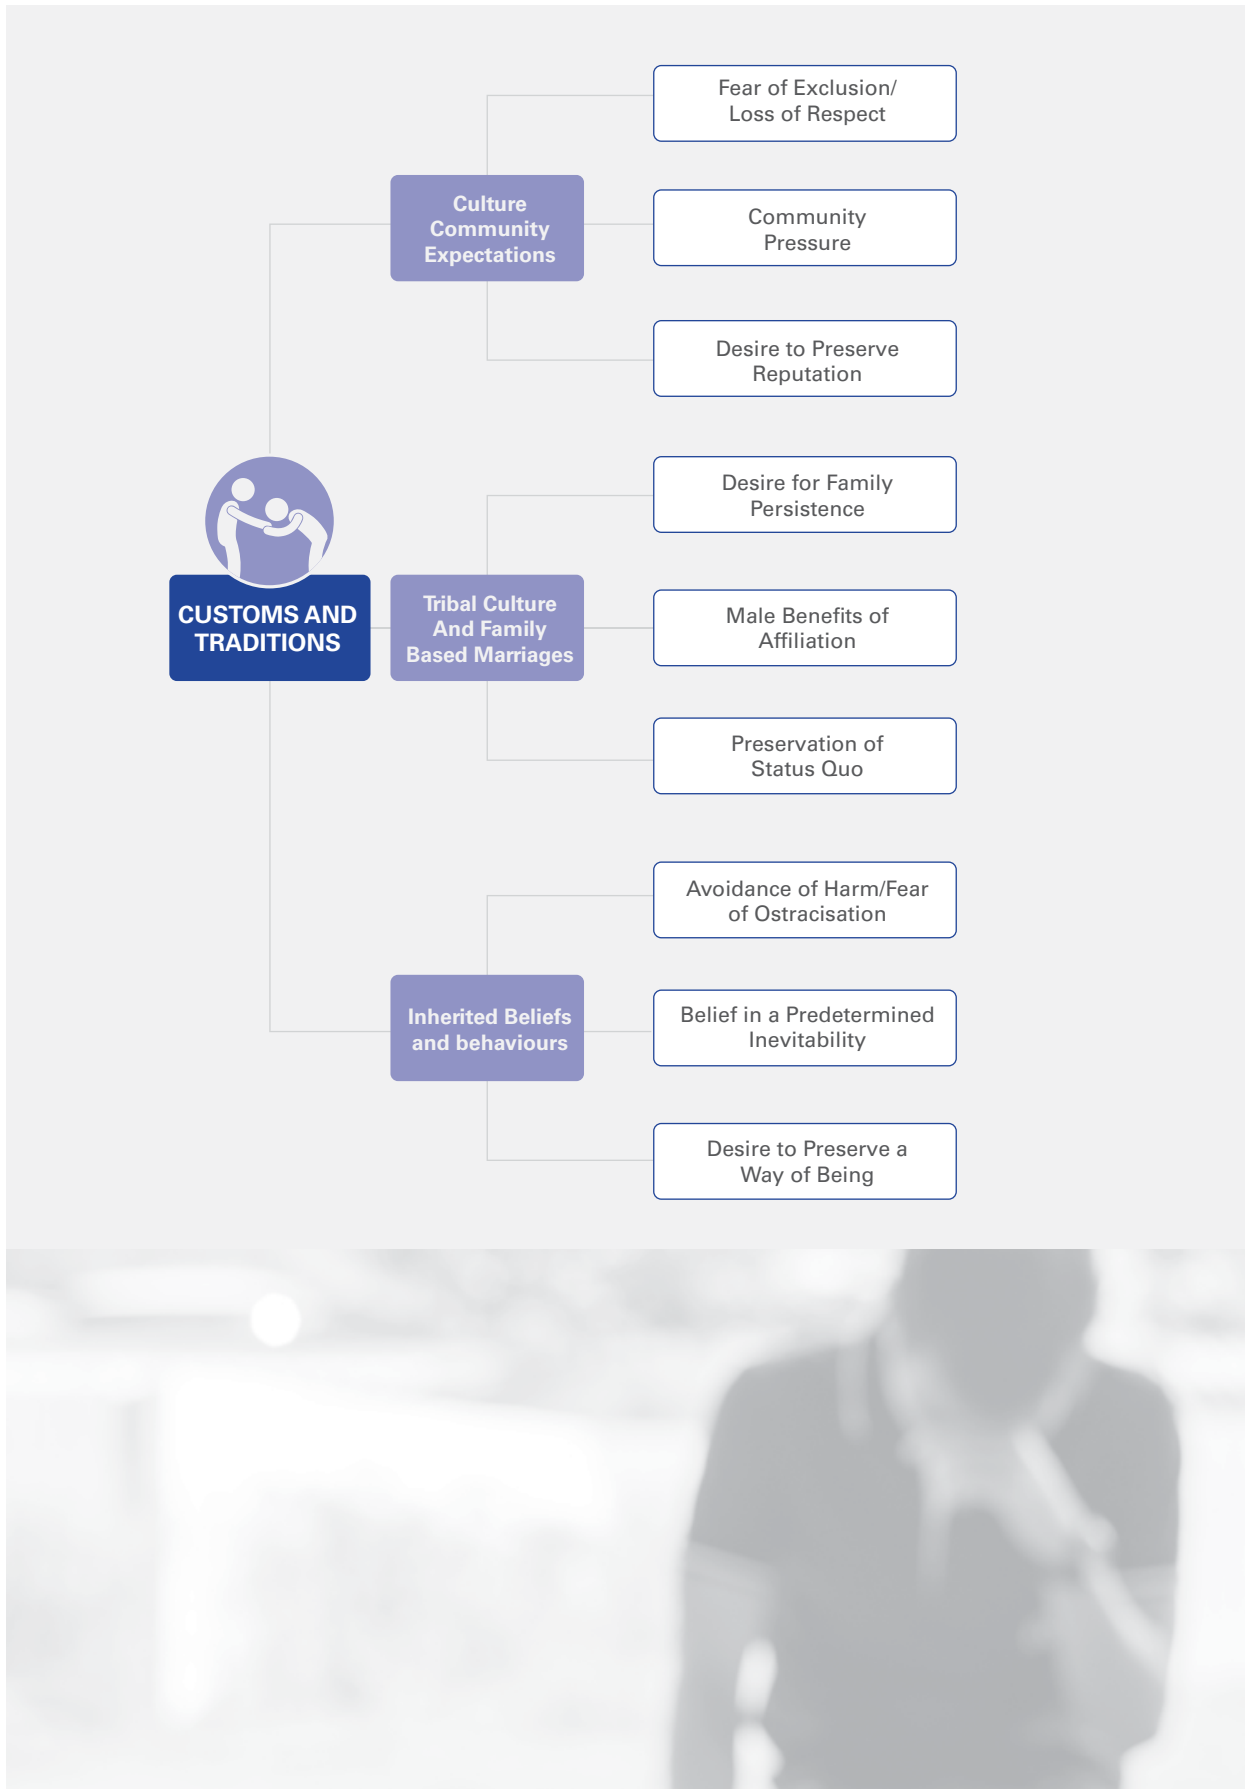 Fear of Exclusion/
Loss of Respect
Culture
Community
Expectations
Community
Pressure
Desire to Preserve
Reputation
CUSTOMS AND
TRADITIONS
Desire for Family
Persistence
Tribal Culture
And Family
Based Marriages
Male Benefits of
Affiliation
Preservation of
Status Quo
Avoidance of Harm/Fear
of Ostracisation
Inherited Beliefs
and behaviours
Belief in a Predetermined
Inevitability
Desire to Preserve a
Way of Being